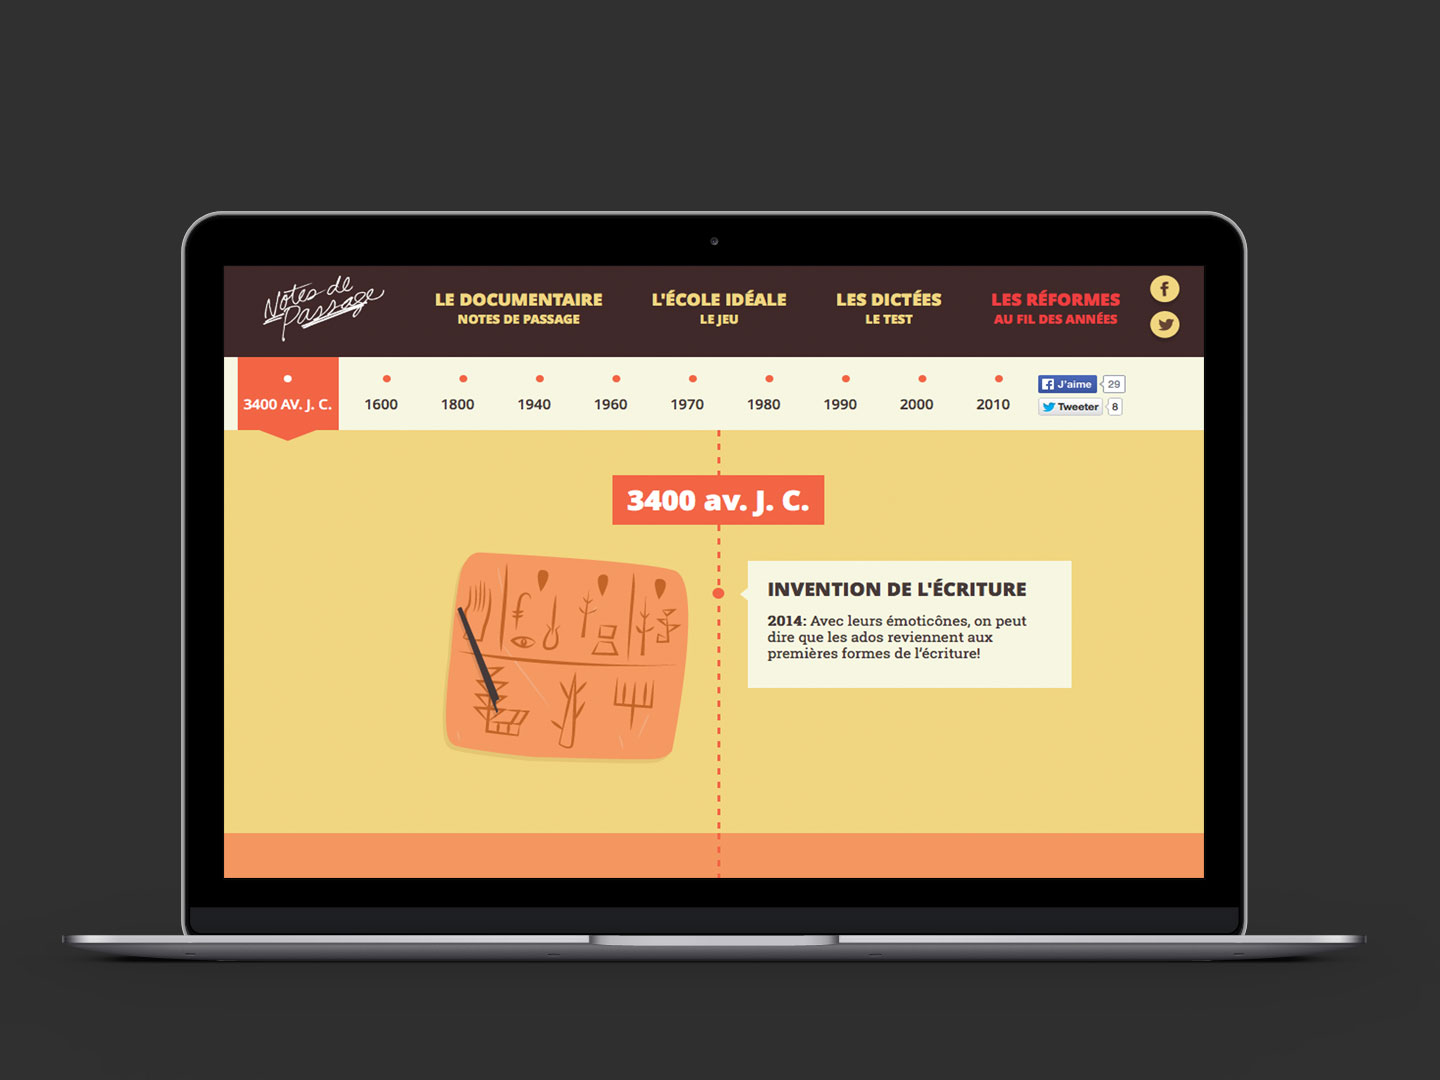 Notes de
Passage
LE DOCUMENTAIRE
NOTES DE PASSAGE
L'ÉCOLE IDÉALE
LE JEU
LES DICTÉES
LE TEST
LES RÉFORMES
AU FIL DES ANNÉES
3400 AV. J. C.
1600
1800
1940
1960
1970
1980
1990
2000
2010
J'aime 29
Tweeter 8
3400 av. J. C.
INVENTION DE L'ÉCRITURE
2014: Avec leurs émoticônes, on peut
dire que les ados reviennent aux
premières formes de l'écriture!